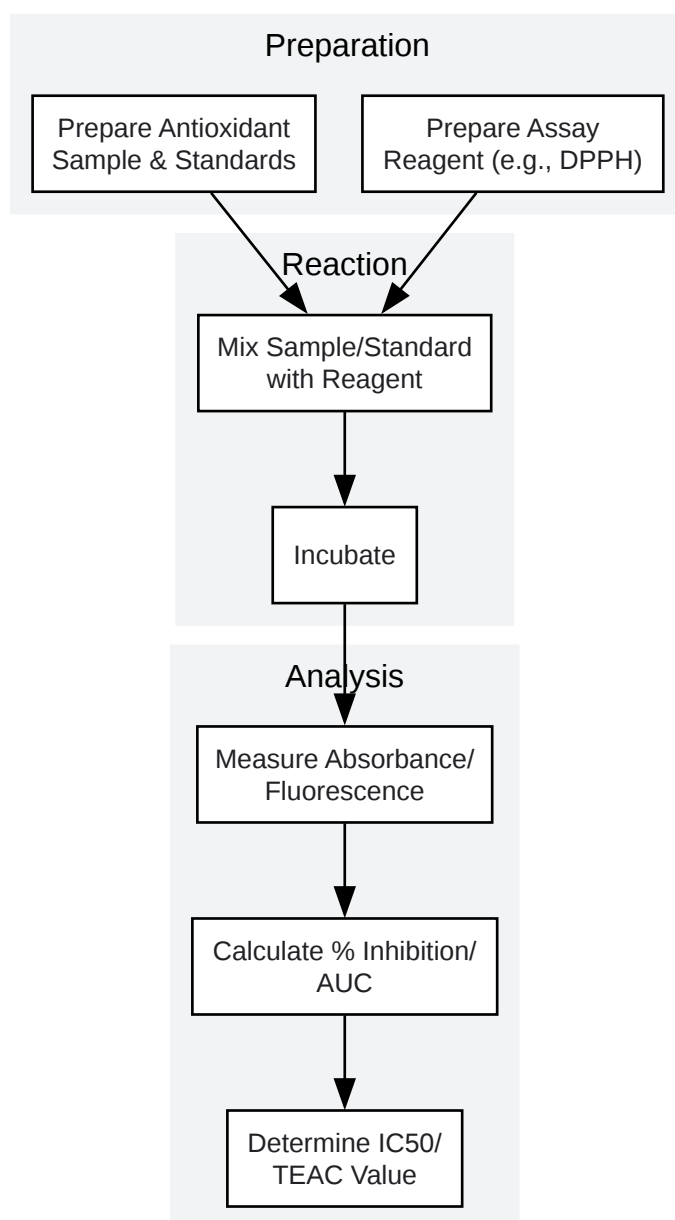 Preparation
Prepare Antioxidant
Sample & Standards
Prepare Assay
Reagent (e.g., DPPH)
Reaction
Mix Sample/Standard
with Reagent
Incubate
Analysis
Measure Absorbance/
Fluorescence
Calculate % Inhibition/
AUC
Determine IC50/
TEAC Value